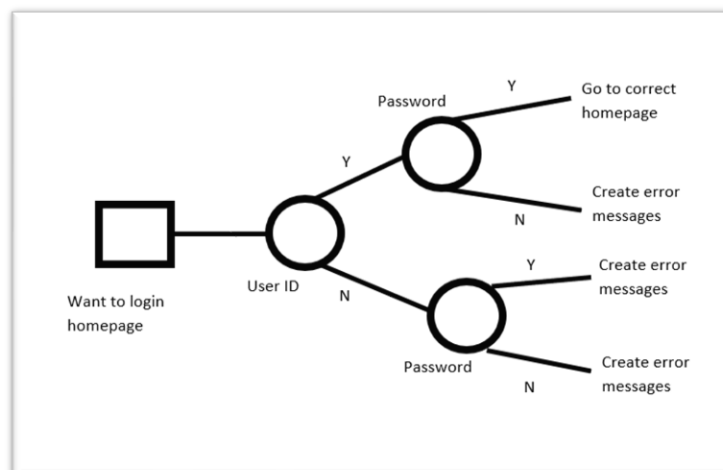 Y
Go to correct
homepage
Password
Y
N
Create error
messages
Want to login
homepage
User ID
N
Y
Create error
messages
Password
N
Create error
messages